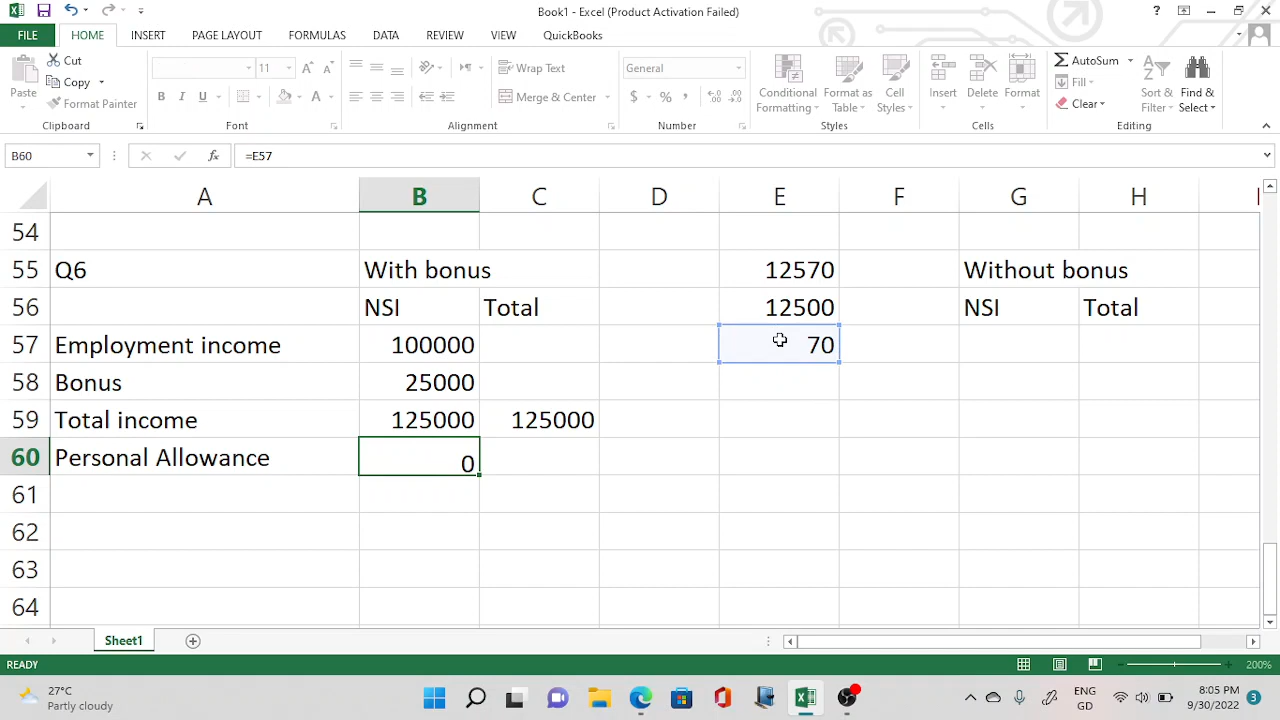 Book1 - Excel (Product Activation Failed)
FILE HOME INSERT PAGE LAYOUT FORMULAS DATA REVIEW VIEW QuickBooks
Paste Cut Copy Format Painter
Clipboard
11 B I U A A A
Font
Wrap Text
Merge & Center
Alignment
General
$ % , .00 .0
Number
Conditional Formatting Format as Table Cell Styles
Styles
Insert Delete Format
Cells
AutoSum Fill Clear Sort & Filter Find & Select
Editing
B60 fx =E57
A B C D E F G H
54
55 Q6 With bonus 12570 Without bonus
56 NSI Total 12500 NSI Total
57 Employment income 100000 70
58 Bonus 25000
59 Total income 125000 125000
60 Personal Allowance 0
61
62
63
64
Sheet1
READY 200%
27°C
Partly cloudy
ENG
GD
8:05 PM
9/30/2022
3